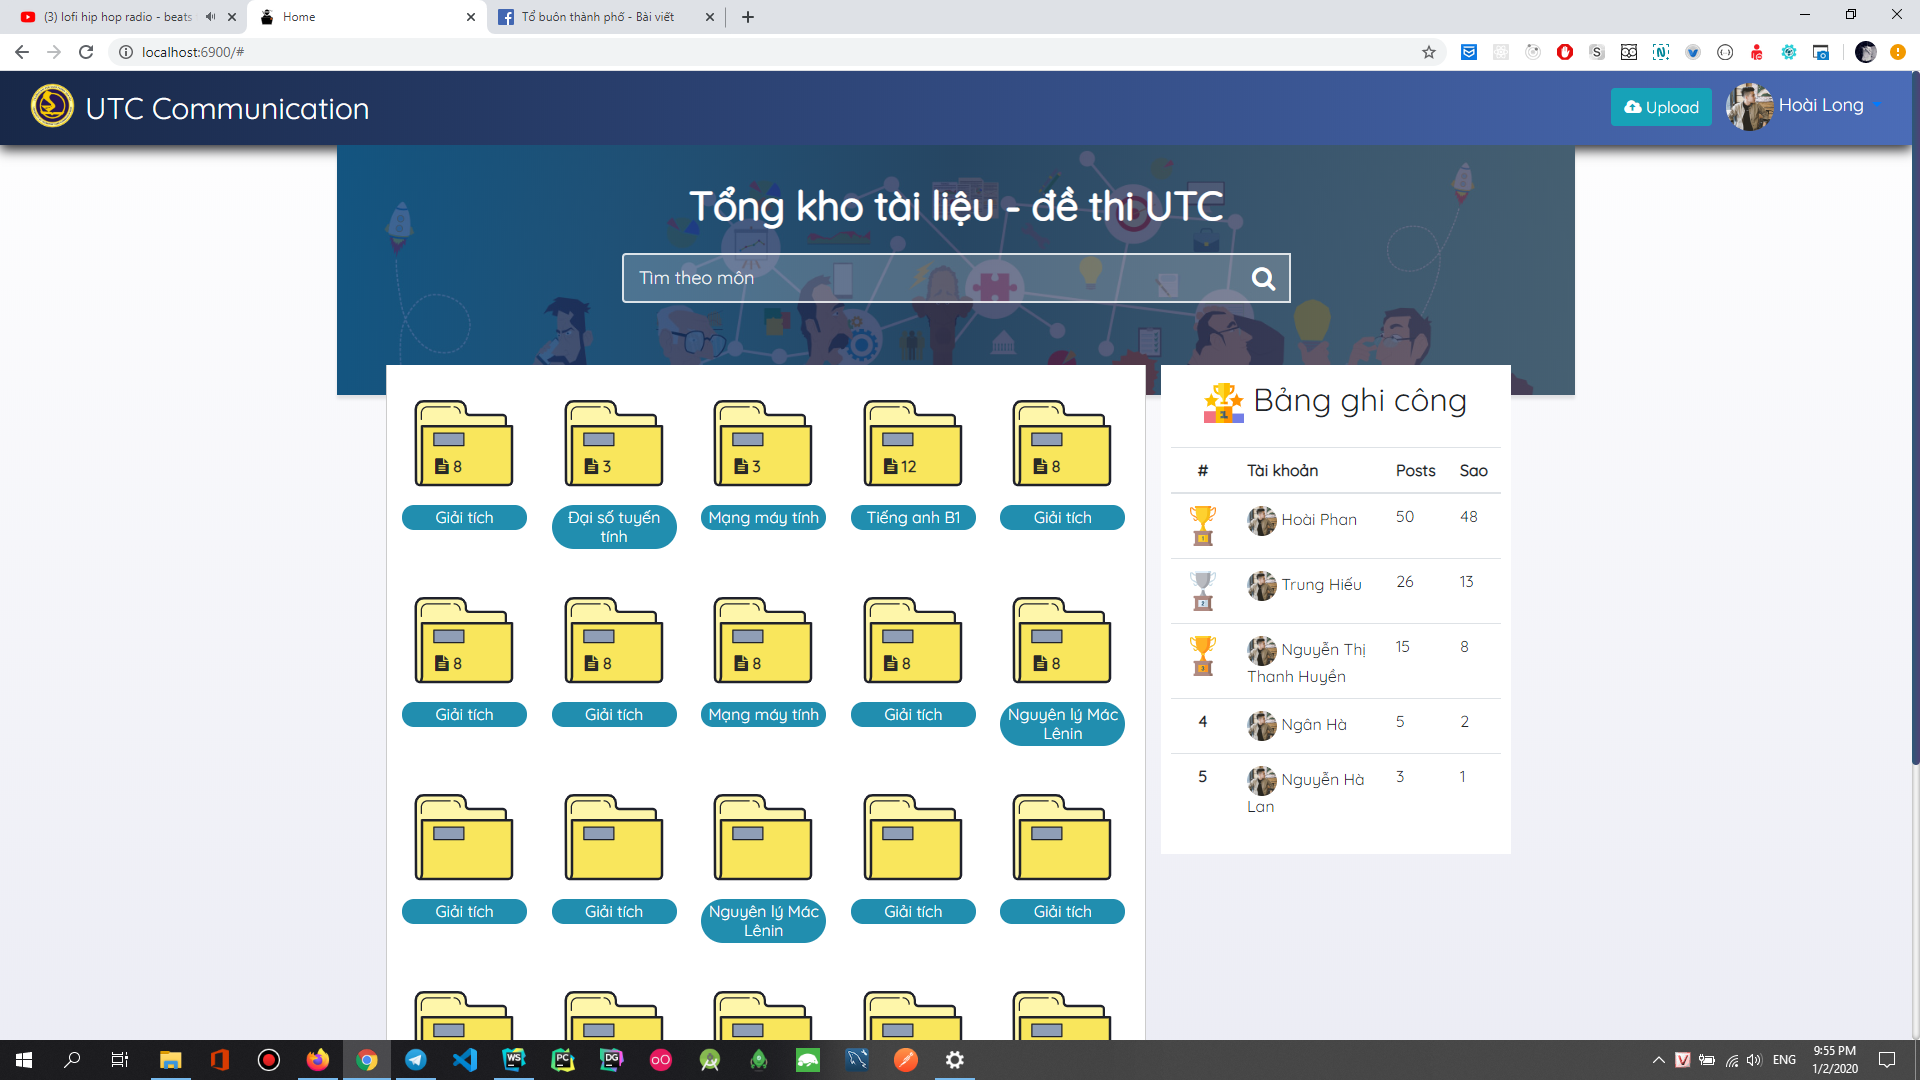 (3) lofi hip hop radio - beats
Home
Tổ buôn thành phố - Bài viết
localhost:6900/#
UTC Communication
Upload
Hoài Long
Tổng kho tài liệu - đề thi UTC
Tìm theo môn
8
3
3
12
8
Giải tích
Đại số tuyến
tính
Mạng máy tính
Tiếng anh B1
Giải tích
8
8
8
8
8
Giải tích
Giải tích
Mạng máy tính
Giải tích
Nguyên lý Mác
Lênin
Giải tích
Giải tích
Nguyên lý Mác
Lênin
Giải tích
Giải tích
Bảng ghi công
# Tài khoản Posts Sao
Hoài Phan 50 48
Trung Hiếu 26 13
Nguyễn Thị 15 8
Thanh Huyền
4 Ngân Hà 5 2
5 Nguyễn Hà 3 1
Lan
ENG
9:55 PM
1/2/2020